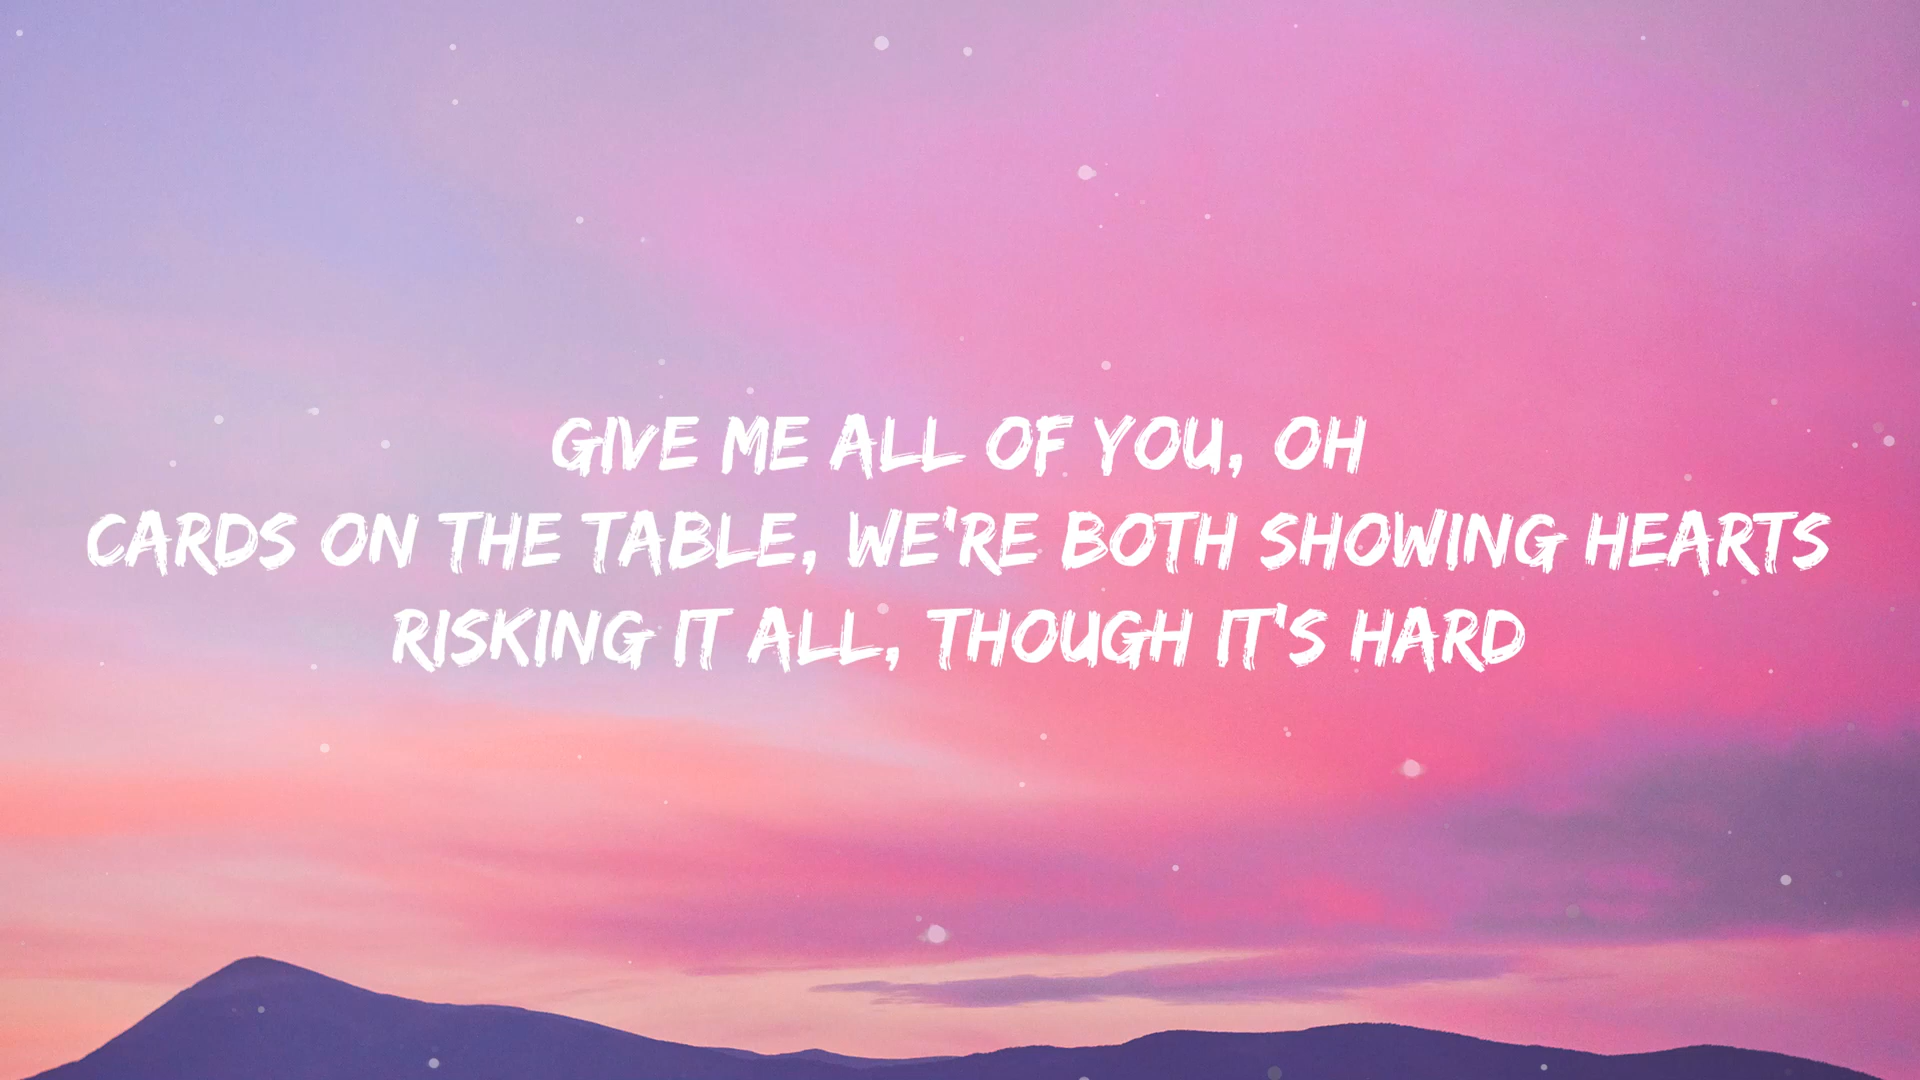 GIVE ME ALL OF YOU, OH
CARDS ON THE TABLE, WE'RE BOTH SHOWING HEARTS
RISKING IT ALL, THOUGH IT'S HARD